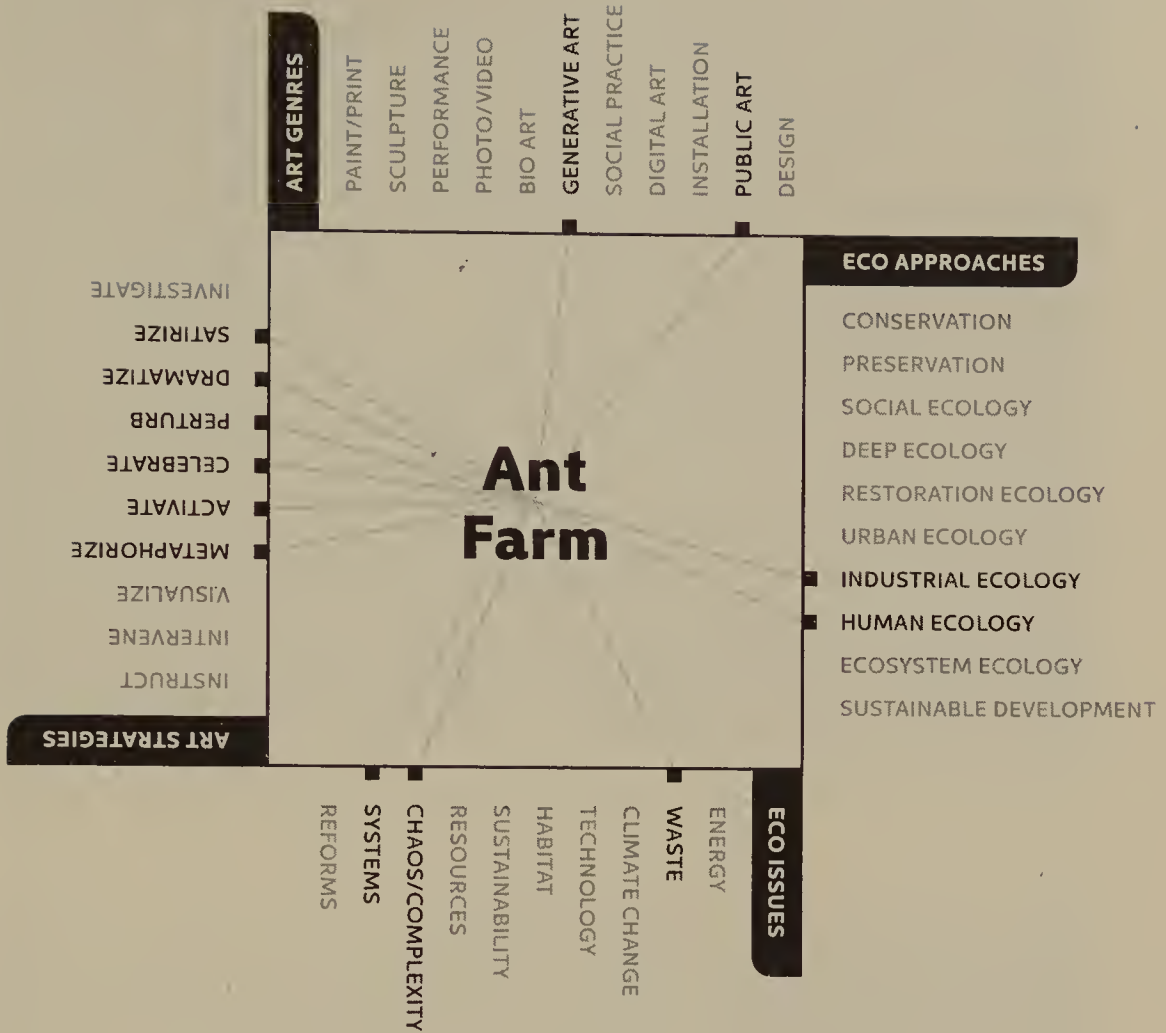 ART GENRES
PAINT/PRINT
SCULPTURE
PERFORMANCE
PHOTO/VIDEO
BIO ART
GENERATIVE ART
SOCIAL PRACTICE
DIGITAL ART
INSTALLATION
PUBLIC ART
DESIGN
ECO APPROACHES
CONSERVATION
PRESERVATION
SOCIAL ECOLOGY
DEEP ECOLOGY
RESTORATION ECOLOGY
URBAN ECOLOGY
INDUSTRIAL ECOLOGY
HUMAN ECOLOGY
ECOSYSTEM ECOLOGY
SUSTAINABLE DEVELOPMENT
ECO ISSUES
ENERGY
WASTE
CLIMATE CHANGE
TECHNOLOGY
HABITAT
SUSTAINABILITY
RESOURCES
CHAOS/COMPLEXITY
SYSTEMS
REFORMS
ART STRATEGIES
INSTRUCT
INTERVENE
VISUALIZE
METAPHORIZE
ACTIVATE
CELEBRATE
PERTURB
DRAMATIZE
SATIRIZE
INVESTIGATE
Ant
Farm